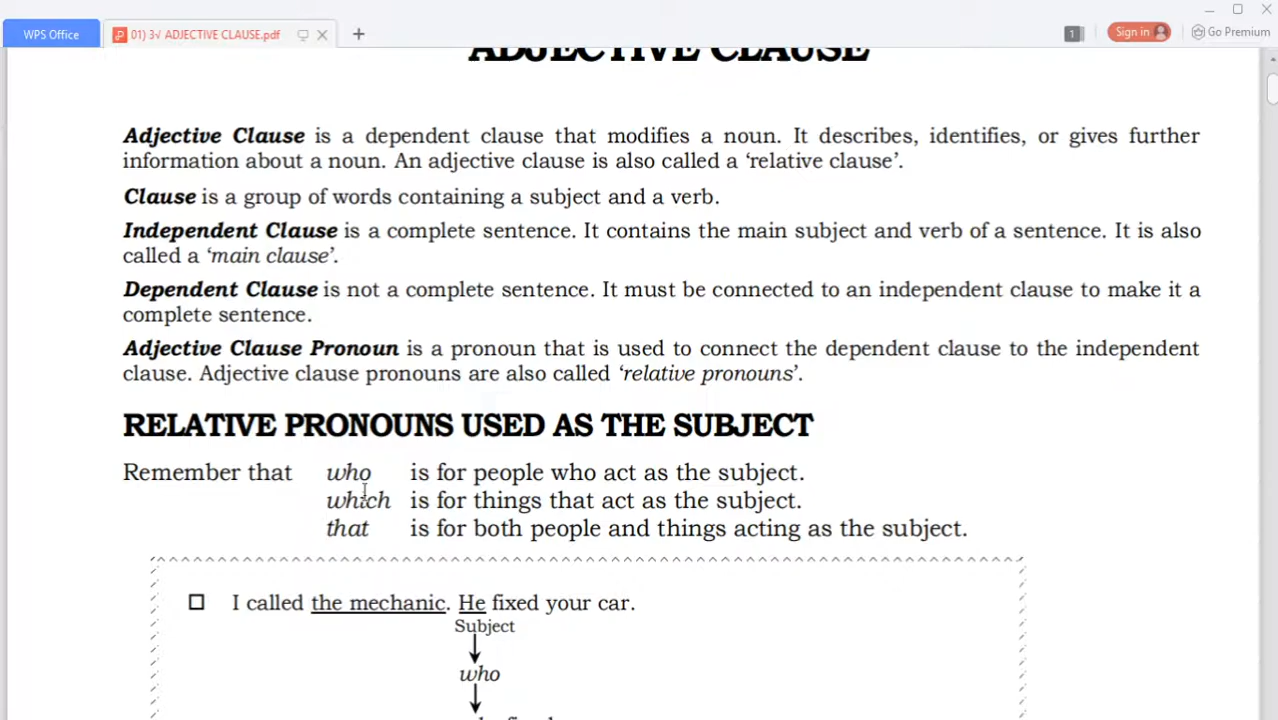 WPS Office
01) 3√ ADJECTIVE CLAUSE.pdf
1
Sign in
Go Premium
ADJECTIVE CLAUSE
Adjective Clause is a dependent clause that modifies a noun. It describes, identifies, or gives further
information about a noun. An adjective clause is also called a ‘relative clause’.
Clause is a group of words containing a subject and a verb.
Independent Clause is a complete sentence. It contains the main subject and verb of a sentence. It is also
called a ‘main clause’.
Dependent Clause is not a complete sentence. It must be connected to an independent clause to make it a
complete sentence.
Adjective Clause Pronoun is a pronoun that is used to connect the dependent clause to the independent
clause. Adjective clause pronouns are also called ‘relative pronouns’.
RELATIVE PRONOUNS USED AS THE SUBJECT
Remember that who is for people who act as the subject.
which is for things that act as the subject.
that is for both people and things acting as the subject.
I called the mechanic. He fixed your car.
Subject
who